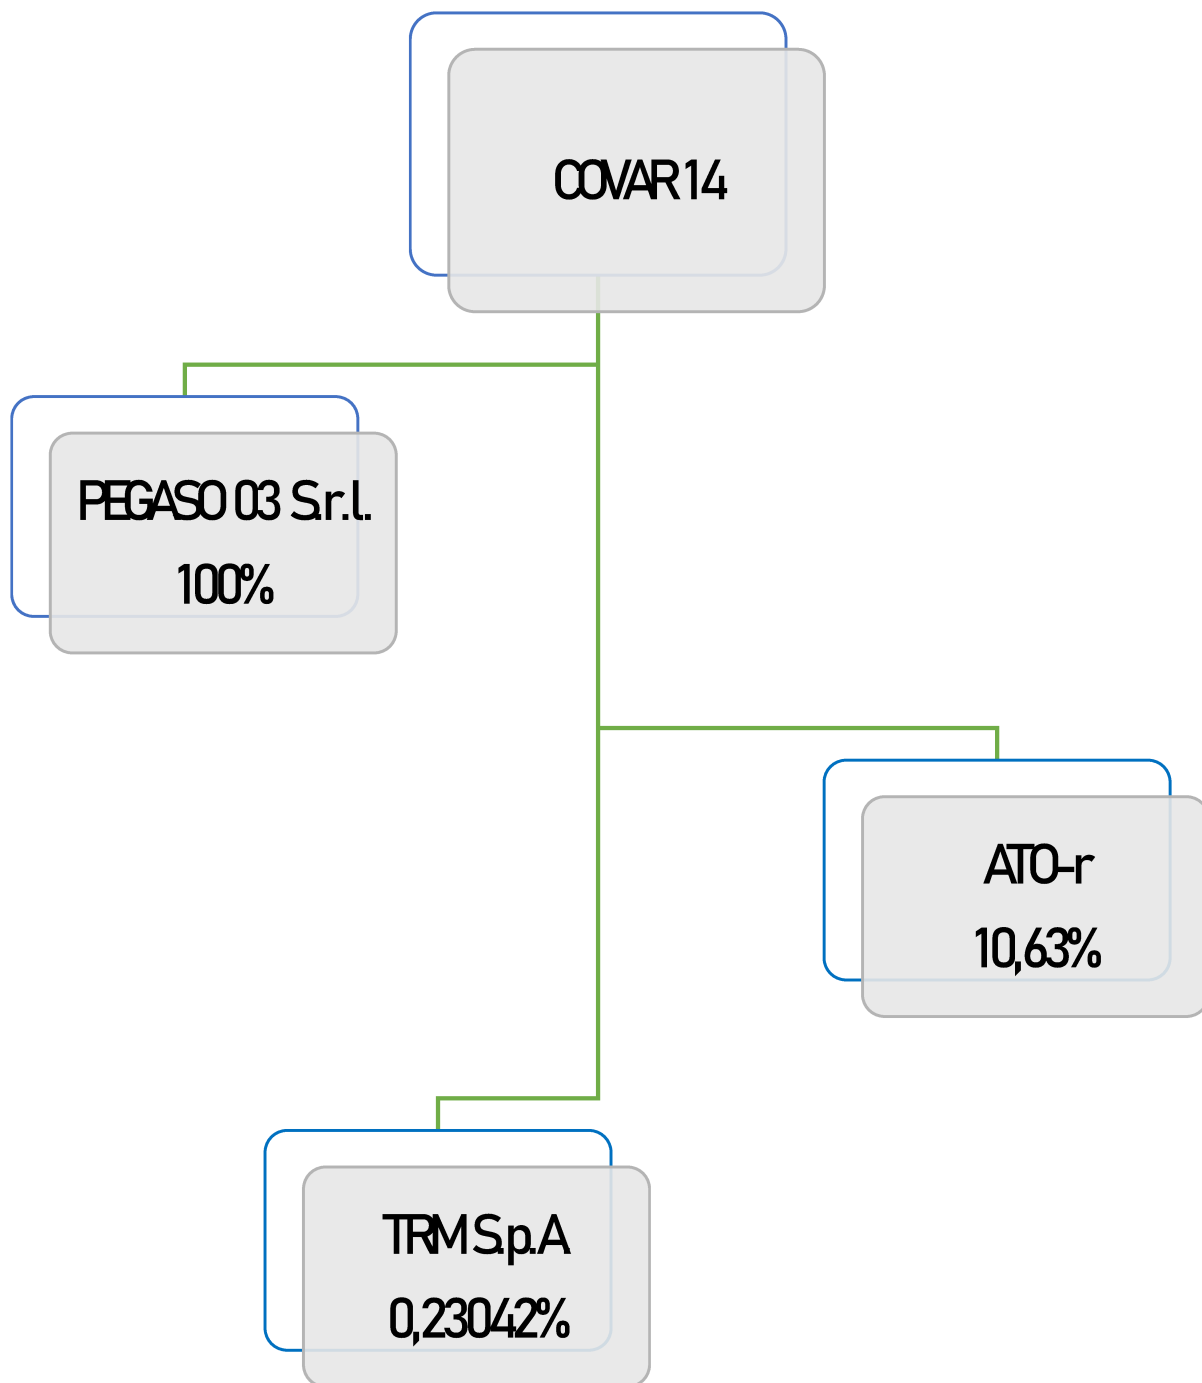 COVAR 14
PEGASO 03 S.r.l.
100%
ATO-r
10,63%
TRM S.p.A
0,23042%